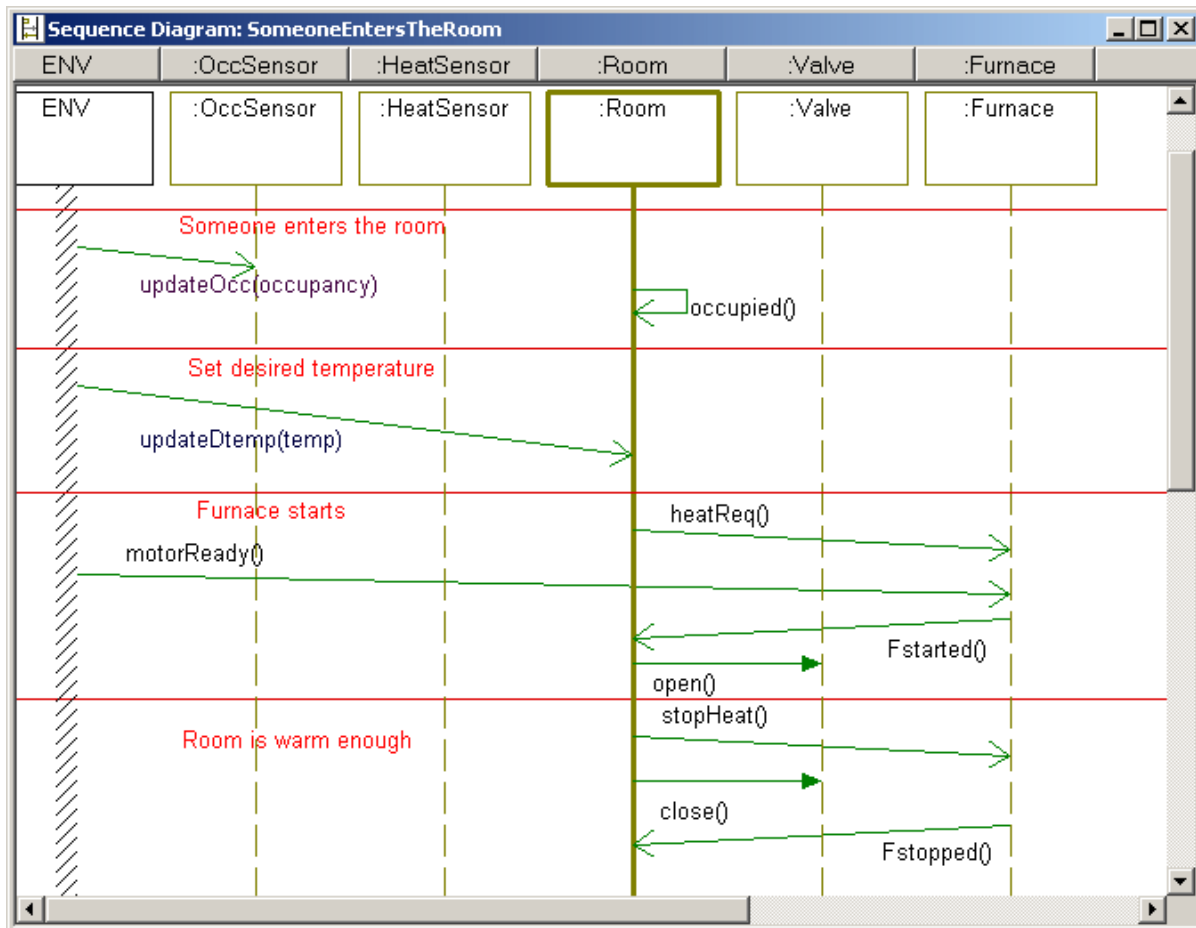 Sequence Diagram: SomeoneEntersTheRoom
ENV :OccSensor :HeatSensor :Room :Valve :Furnace
ENV :OccSensor :HeatSensor :Room :Valve :Furnace
Someone enters the room
updateOcc(occupancy)
occupied()
Set desired temperature
updateDtemp(temp)
Furnace starts
heatReq()
motorReady()
Fstarted()
open()
stopHeat()
Room is warm enough
close()
Fstopped()